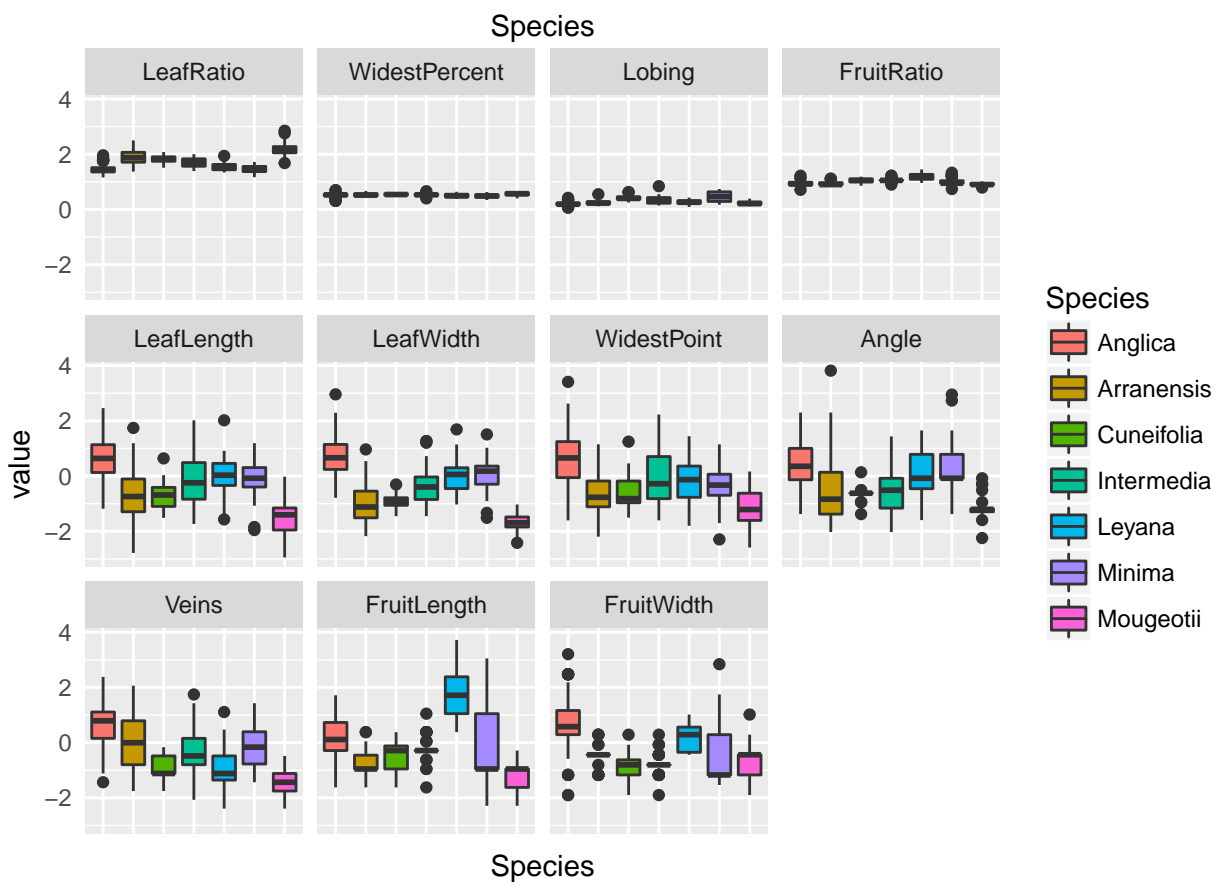 Species
LeafRatio WidestPercent Lobing FruitRatio
4
2
0
−2
LeafLength LeafWidth WidestPoint Angle
4
2
0
−2
Veins FruitLength FruitWidth
4
2
0
−2
value
Species
Species
Anglica
Arranensis
Cuneifolia
Intermedia
Leyana
Minima
Mougeotii